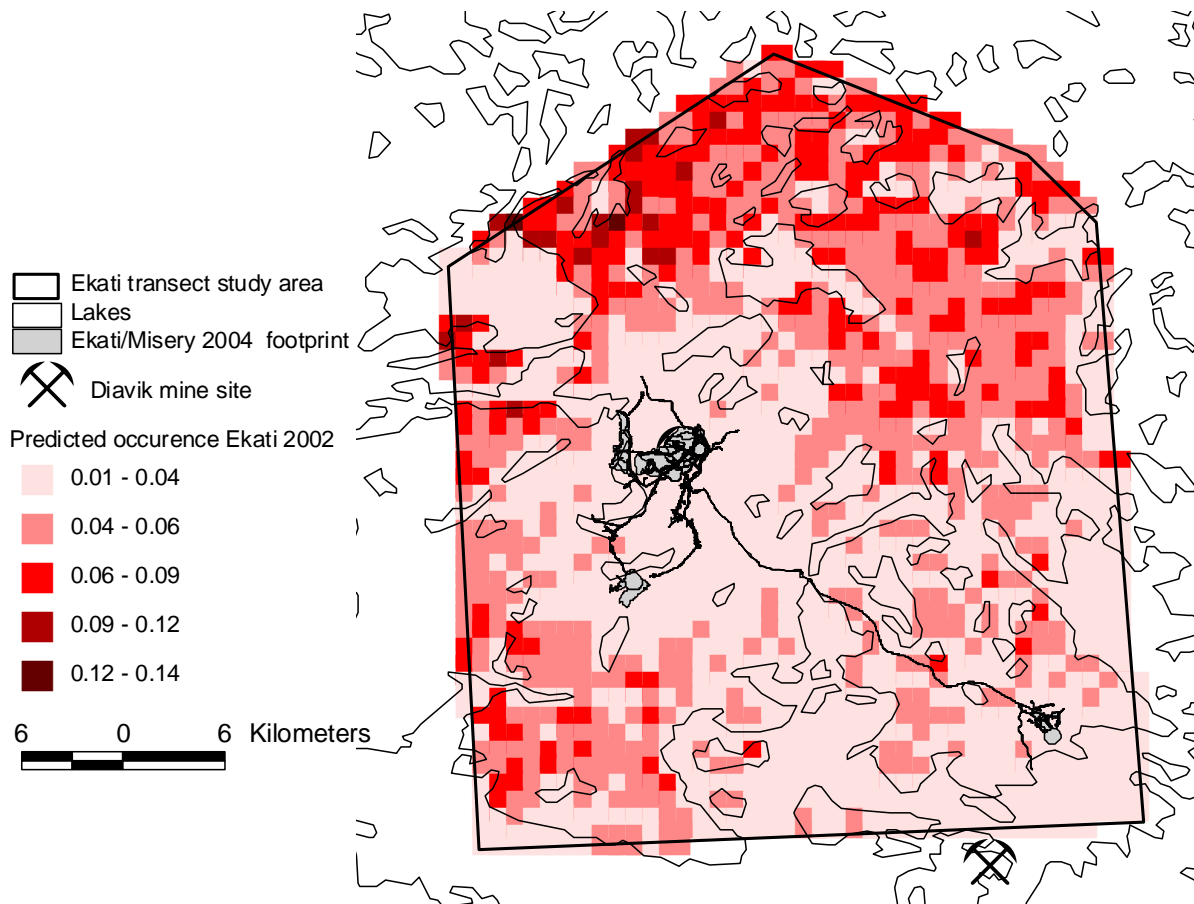 Ekati transect study area
Lakes
Ekati/Misery 2004 footprint
Diavik mine site
Predicted occurence Ekati 2002
0.01 - 0.04
0.04 - 0.06
0.06 - 0.09
0.09 - 0.12
0.12 - 0.14
6 0 6 Kilometers